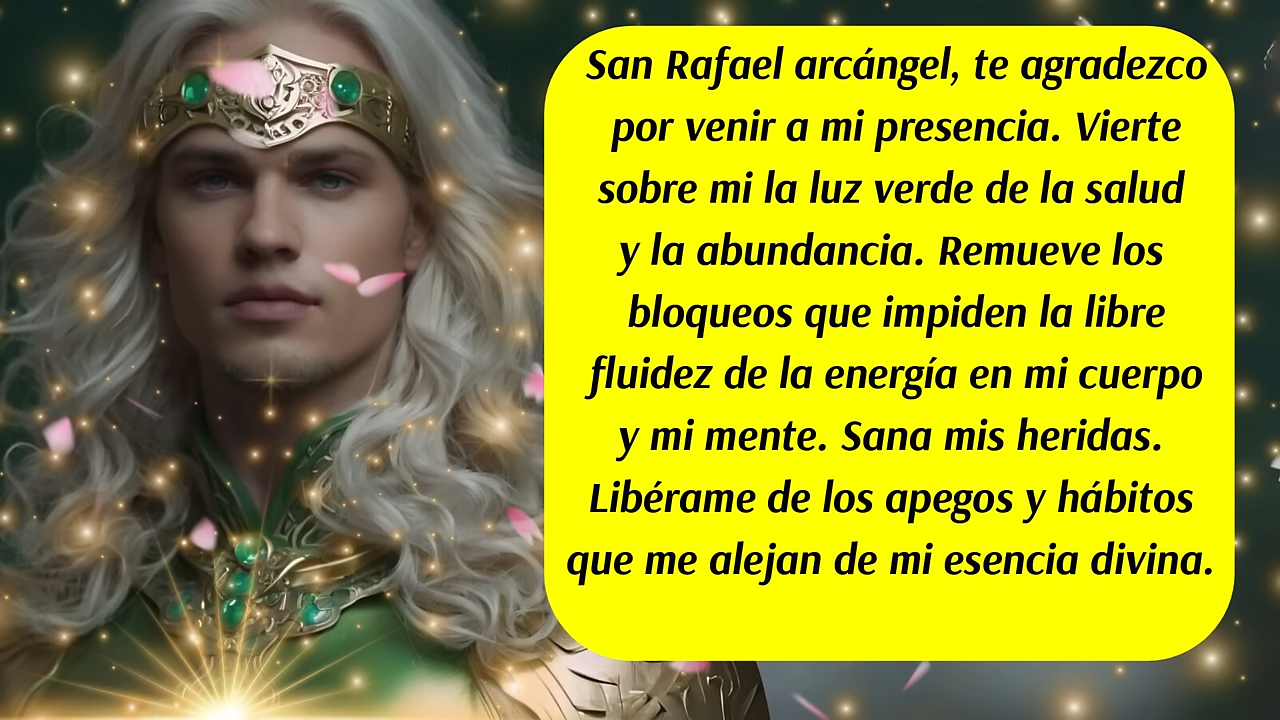 San Rafael arcángel, te agradezco
por venir a mi presencia. Vierte
sobre mi la luz verde de la salud
y la abundancia. Remueve los
bloqueos que impiden la libre
fluidez de la energía en mi cuerpo
y mi mente. Sana mis heridas.
Libérame de los apegos y hábitos
que me alejan de mi esencia divina.